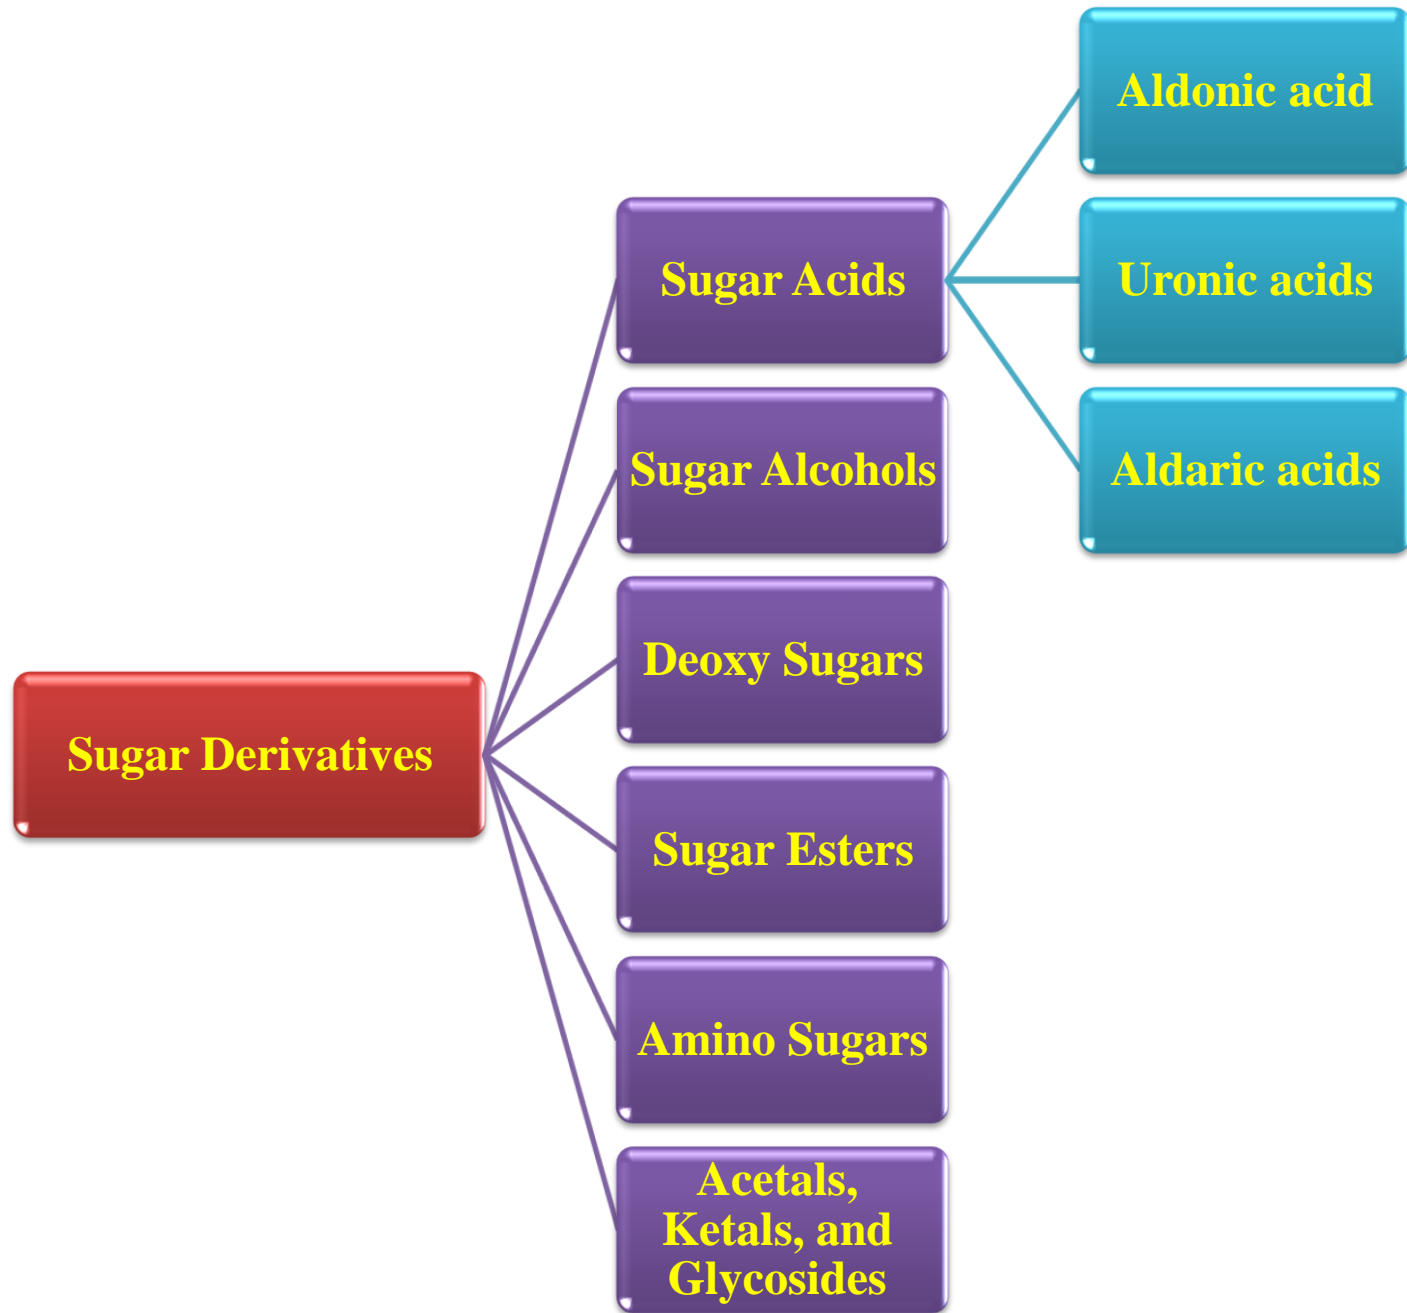 Sugar Derivatives
Sugar Acids
Aldonic acid
Uronic acids
Aldaric acids
Sugar Alcohols
Deoxy Sugars
Sugar Esters
Amino Sugars
Acetals,
Ketals, and
Glycosides